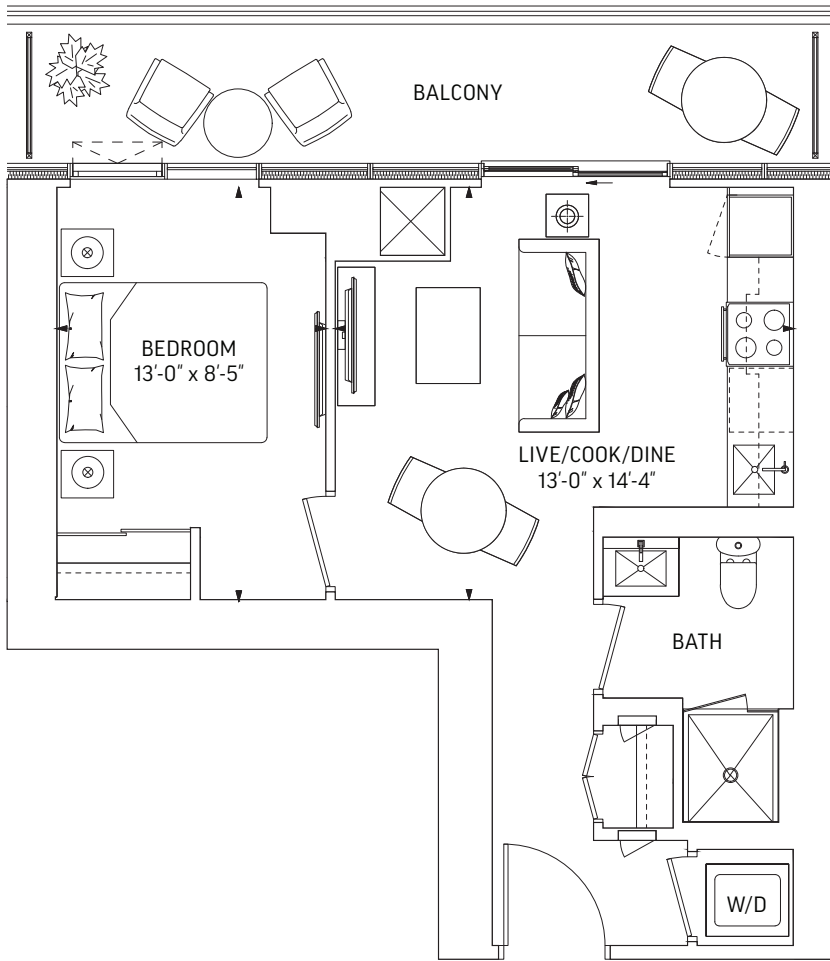 BALCONY
BEDROOM
13'-0" x 8'-5"
LIVE/COOK/DINE
13'-0" x 14'-4"
BATH
W/D